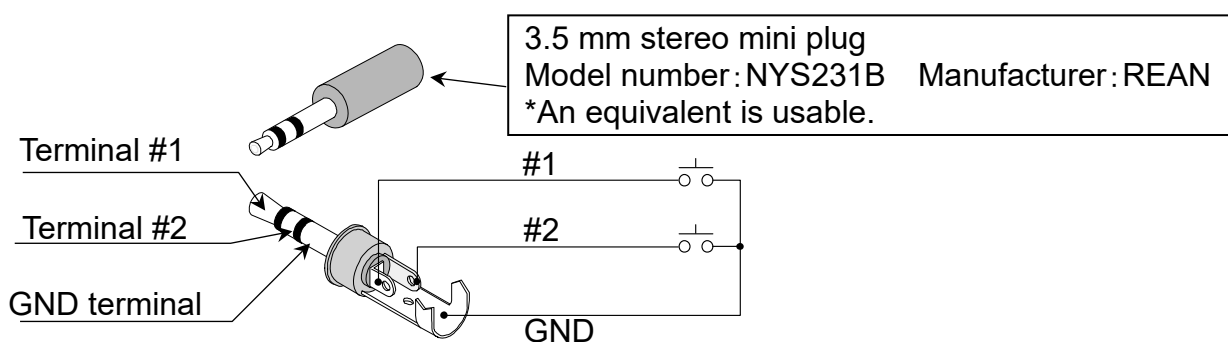 3.5 mm stereo mini plug
Model number:NYS231B Manufacturer:REAN
*An equivalent is usable.
Terminal #1
#1
Terminal #2
#2
GND terminal
GND